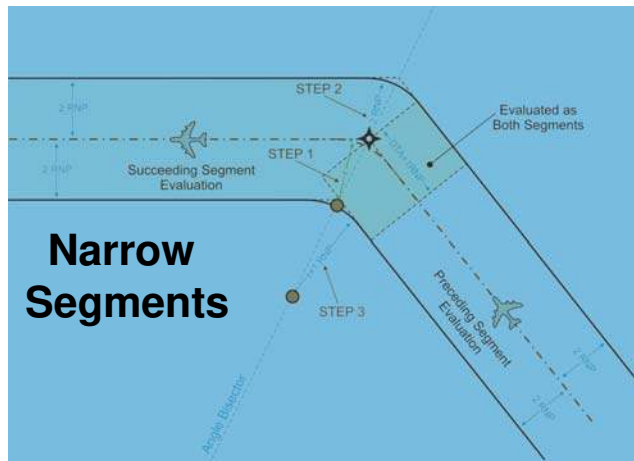 STEP 2
2 RNP
Evaluated as
Both Segments
STEP 1
2 RNP
Succeeding Segment
Evaluation
Narrow
Segments
STEP 3
Preceding Segment
Evaluation
2 RNP
2 RNP
Angle Bisector